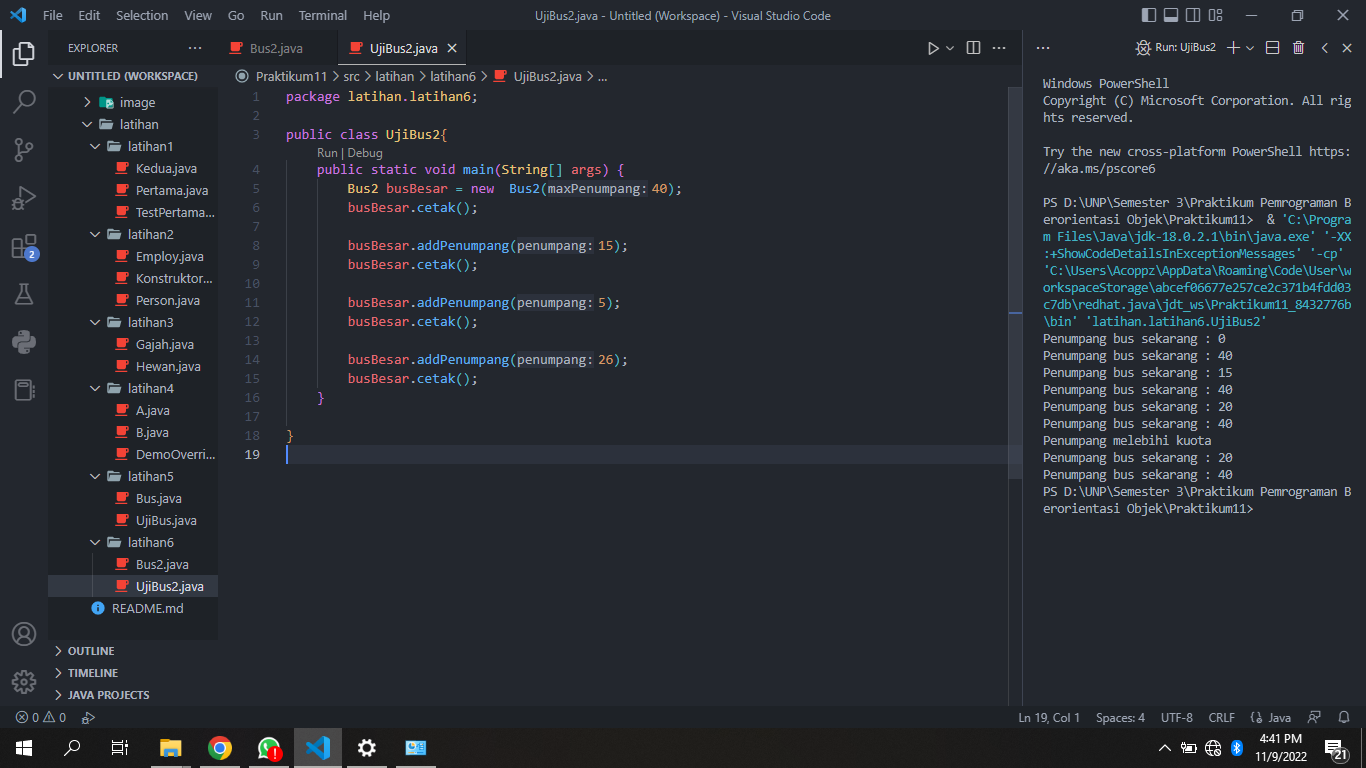 File Edit Selection View Go Run Terminal Help
UjiBus2.java - Untitled (Workspace) - Visual Studio Code
EXPLORER
UNTITLED (WORKSPACE)
image
latihan
latihan1
Kedua.java
Pertama.java
TestPertama...
latihan2
Employ.java
Konstruktor...
Person.java
latihan3
Gajah.java
Hewan.java
latihan4
A.java
B.java
DemoOverri...
latihan5
Bus.java
UjiBus.java
latihan6
Bus2.java
UjiBus2.java
README.md
OUTLINE
TIMELINE
JAVA PROJECTS
2
Bus2.java UjiBus2.java
Praktikum11 > src > latihan > latihan6 > UjiBus2.java > ...
1 package latihan.latihan6;
2
3 public class UjiBus2{
Run | Debug
4 public static void main(String[] args) {
5 Bus2 busBesar = new  Bus2(maxPenumpang: 40);
6 busBesar.cetak();
7
8 busBesar.addPenumpang(penumpang: 15);
9 busBesar.cetak();
10
11 busBesar.addPenumpang(penumpang: 5);
12 busBesar.cetak();
13
14 busBesar.addPenumpang(penumpang: 26);
15 busBesar.cetak();
16 }
17
18 }
19
Run: UjiBus2
Windows PowerShell
Copyright (C) Microsoft Corporation. All rig
hts reserved.
Try the new cross-platform PowerShell https:
//aka.ms/pscore6
PS D:\UNP\Semester 3\Praktikum Pemrograman B
erorientasi Objek\Praktikum11>  & 'C:\Progra
m Files\Java\jdk-18.0.2.1\bin\java.exe' '-XX
:+ShowCodeDetailsInExceptionMessages' '-cp'
'C:\Users\Acoppz\AppData\Roaming\Code\User\w
orkspaceStorage\abcef06677e257ce2c371b4fdd03
c7db\redhat.java\jdt_ws\Praktikum11_8432776b
\bin' 'latihan.latihan6.UjiBus2'
Penumpang bus sekarang : 0
Penumpang bus sekarang : 40
Penumpang bus sekarang : 15
Penumpang bus sekarang : 40
Penumpang bus sekarang : 20
Penumpang bus sekarang : 40
Penumpang melebihi kuota
Penumpang bus sekarang : 20
Penumpang bus sekarang : 40
PS D:\UNP\Semester 3\Praktikum Pemrograman B
erorientasi Objek\Praktikum11>
0 0
Ln 19, Col 1 Spaces: 4 UTF-8 CRLF Java
4:41 PM
11/9/2022
21